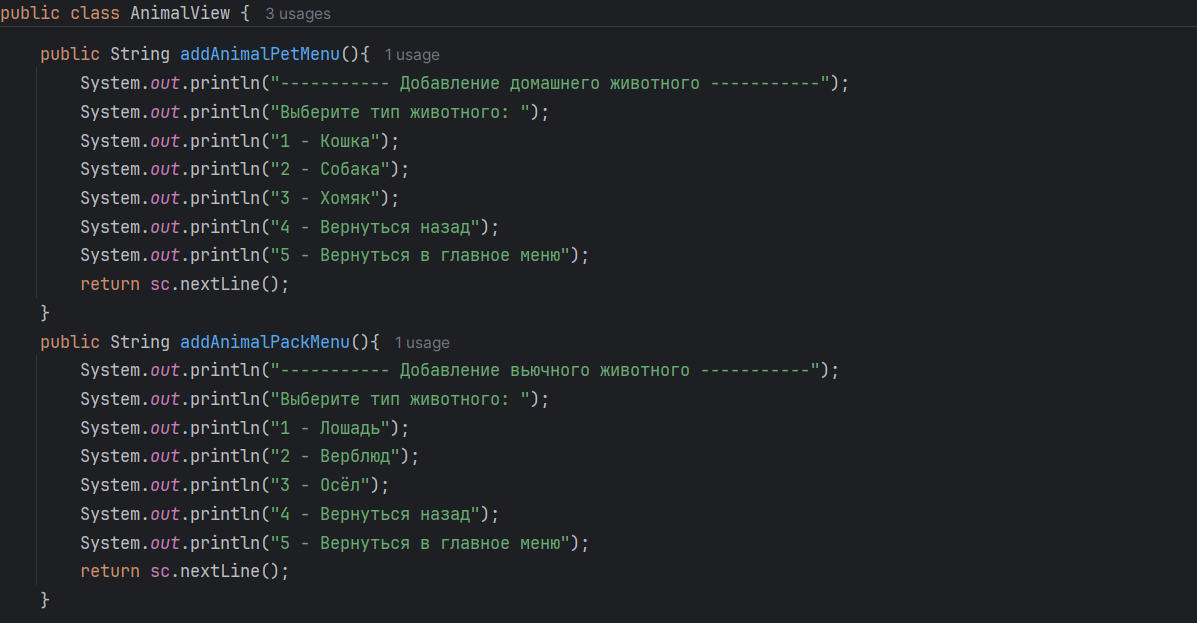 public class AnimalView { 3 usages
public String addAnimalPetMenu(){ 1 usage
System.out.println("----------- Добавление домашнего животного -----------");
System.out.println("Выберите тип животного: ");
System.out.println("1 - Кошка");
System.out.println("2 - Собака");
System.out.println("3 - Хомяк");
System.out.println("4 - Вернуться назад");
System.out.println("5 - Вернуться в главное меню");
return sc.nextLine();
}
public String addAnimalPackMenu(){ 1 usage
System.out.println("----------- Добавление вьючного животного -----------");
System.out.println("Выберите тип животного: ");
System.out.println("1 - Лошадь");
System.out.println("2 - Верблюд");
System.out.println("3 - Осёл");
System.out.println("4 - Вернуться назад");
System.out.println("5 - Вернуться в главное меню");
return sc.nextLine();
}